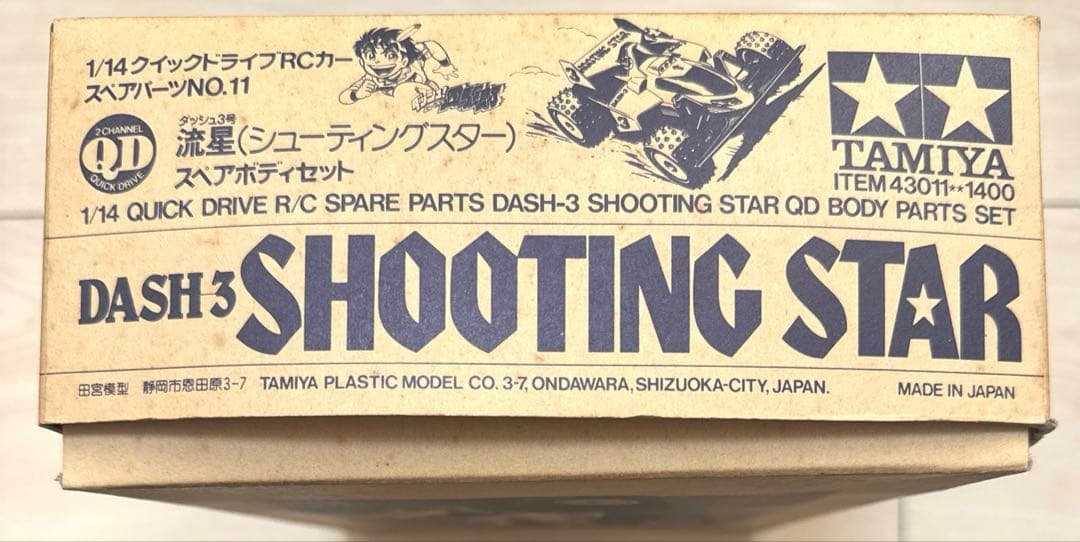 1/14クイックドライブRCカー
スペアパーツNO.11
2 CHANNEL
QD
QUICK DRIVE
ダッシュ3号
流星(シューティングスター)
スペアボディセット
TAMIYA
ITEM 43011**1400
1/14 QUICK DRIVE R/C SPARE PARTS DASH-3 SHOOTING STAR QD BODY PARTS SET
DASH-3 SHOOTING STAR
田宮模型 静岡市恩田原3-7 TAMIYA PLASTIC MODEL CO. 3-7, ONDAWARA, SHIZUOKA-CITY, JAPAN. MADE IN JAPAN